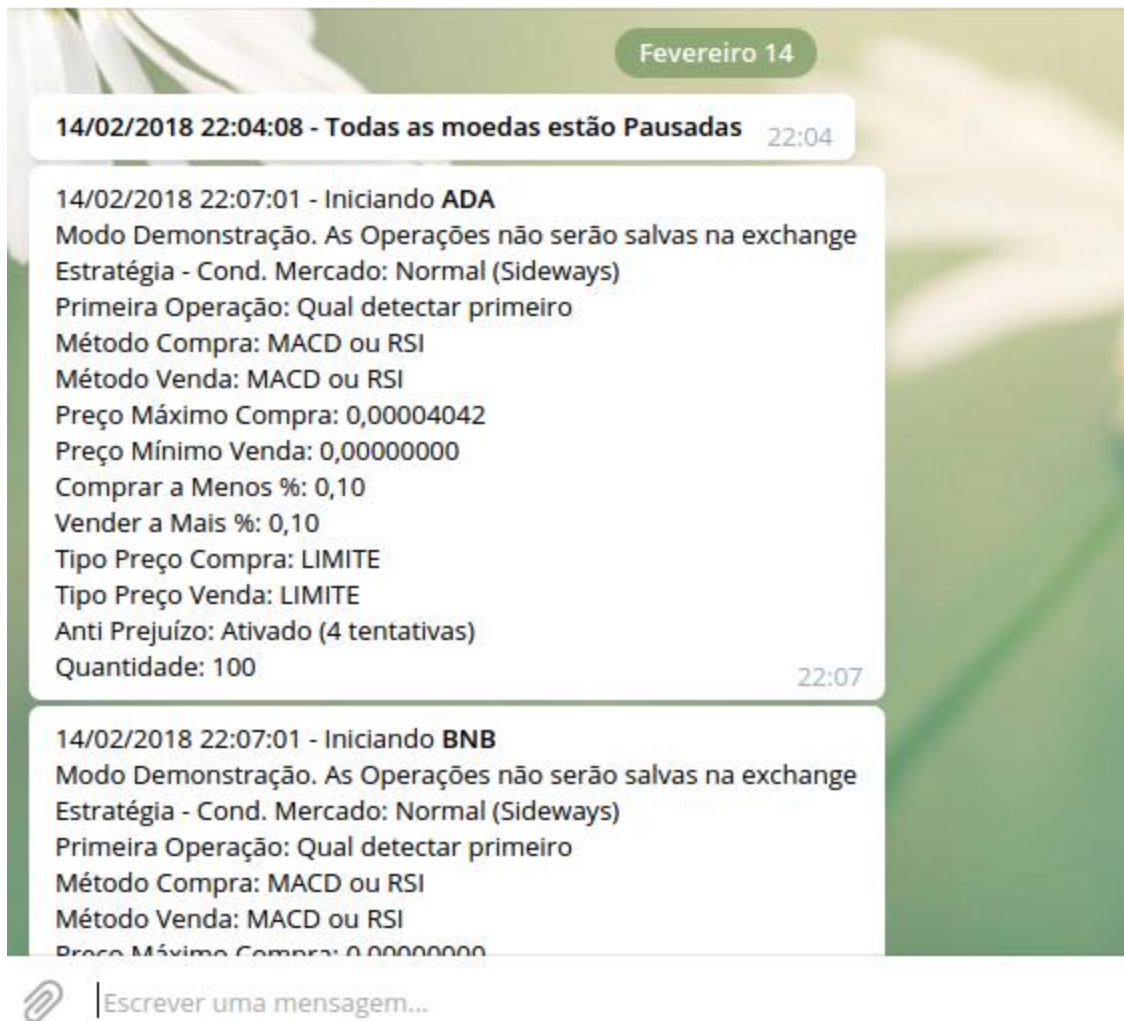 Fevereiro 14
14/02/2018 22:04:08 - Todas as moedas estão Pausadas 22:04
14/02/2018 22:07:01 - Iniciando ADA
Modo Demonstração. As Operações não serão salvas na exchange
Estratégia - Cond. Mercado: Normal (Sideways)
Primeira Operação: Qual detectar primeiro
Método Compra: MACD ou RSI
Método Venda: MACD ou RSI
Preço Máximo Compra: 0,00004042
Preço Mínimo Venda: 0,00000000
Comprar a Menos %: 0,10
Vender a Mais %: 0,10
Tipo Preço Compra: LIMITE
Tipo Preço Venda: LIMITE
Anti Prejuízo: Ativado (4 tentativas)
Quantidade: 100 22:07
14/02/2018 22:07:01 - Iniciando BNB
Modo Demonstração. As Operações não serão salvas na exchange
Estratégia - Cond. Mercado: Normal (Sideways)
Primeira Operação: Qual detectar primeiro
Método Compra: MACD ou RSI
Método Venda: MACD ou RSI
Preço Máximo Compra: 0,00000000
Escrever uma mensagem...